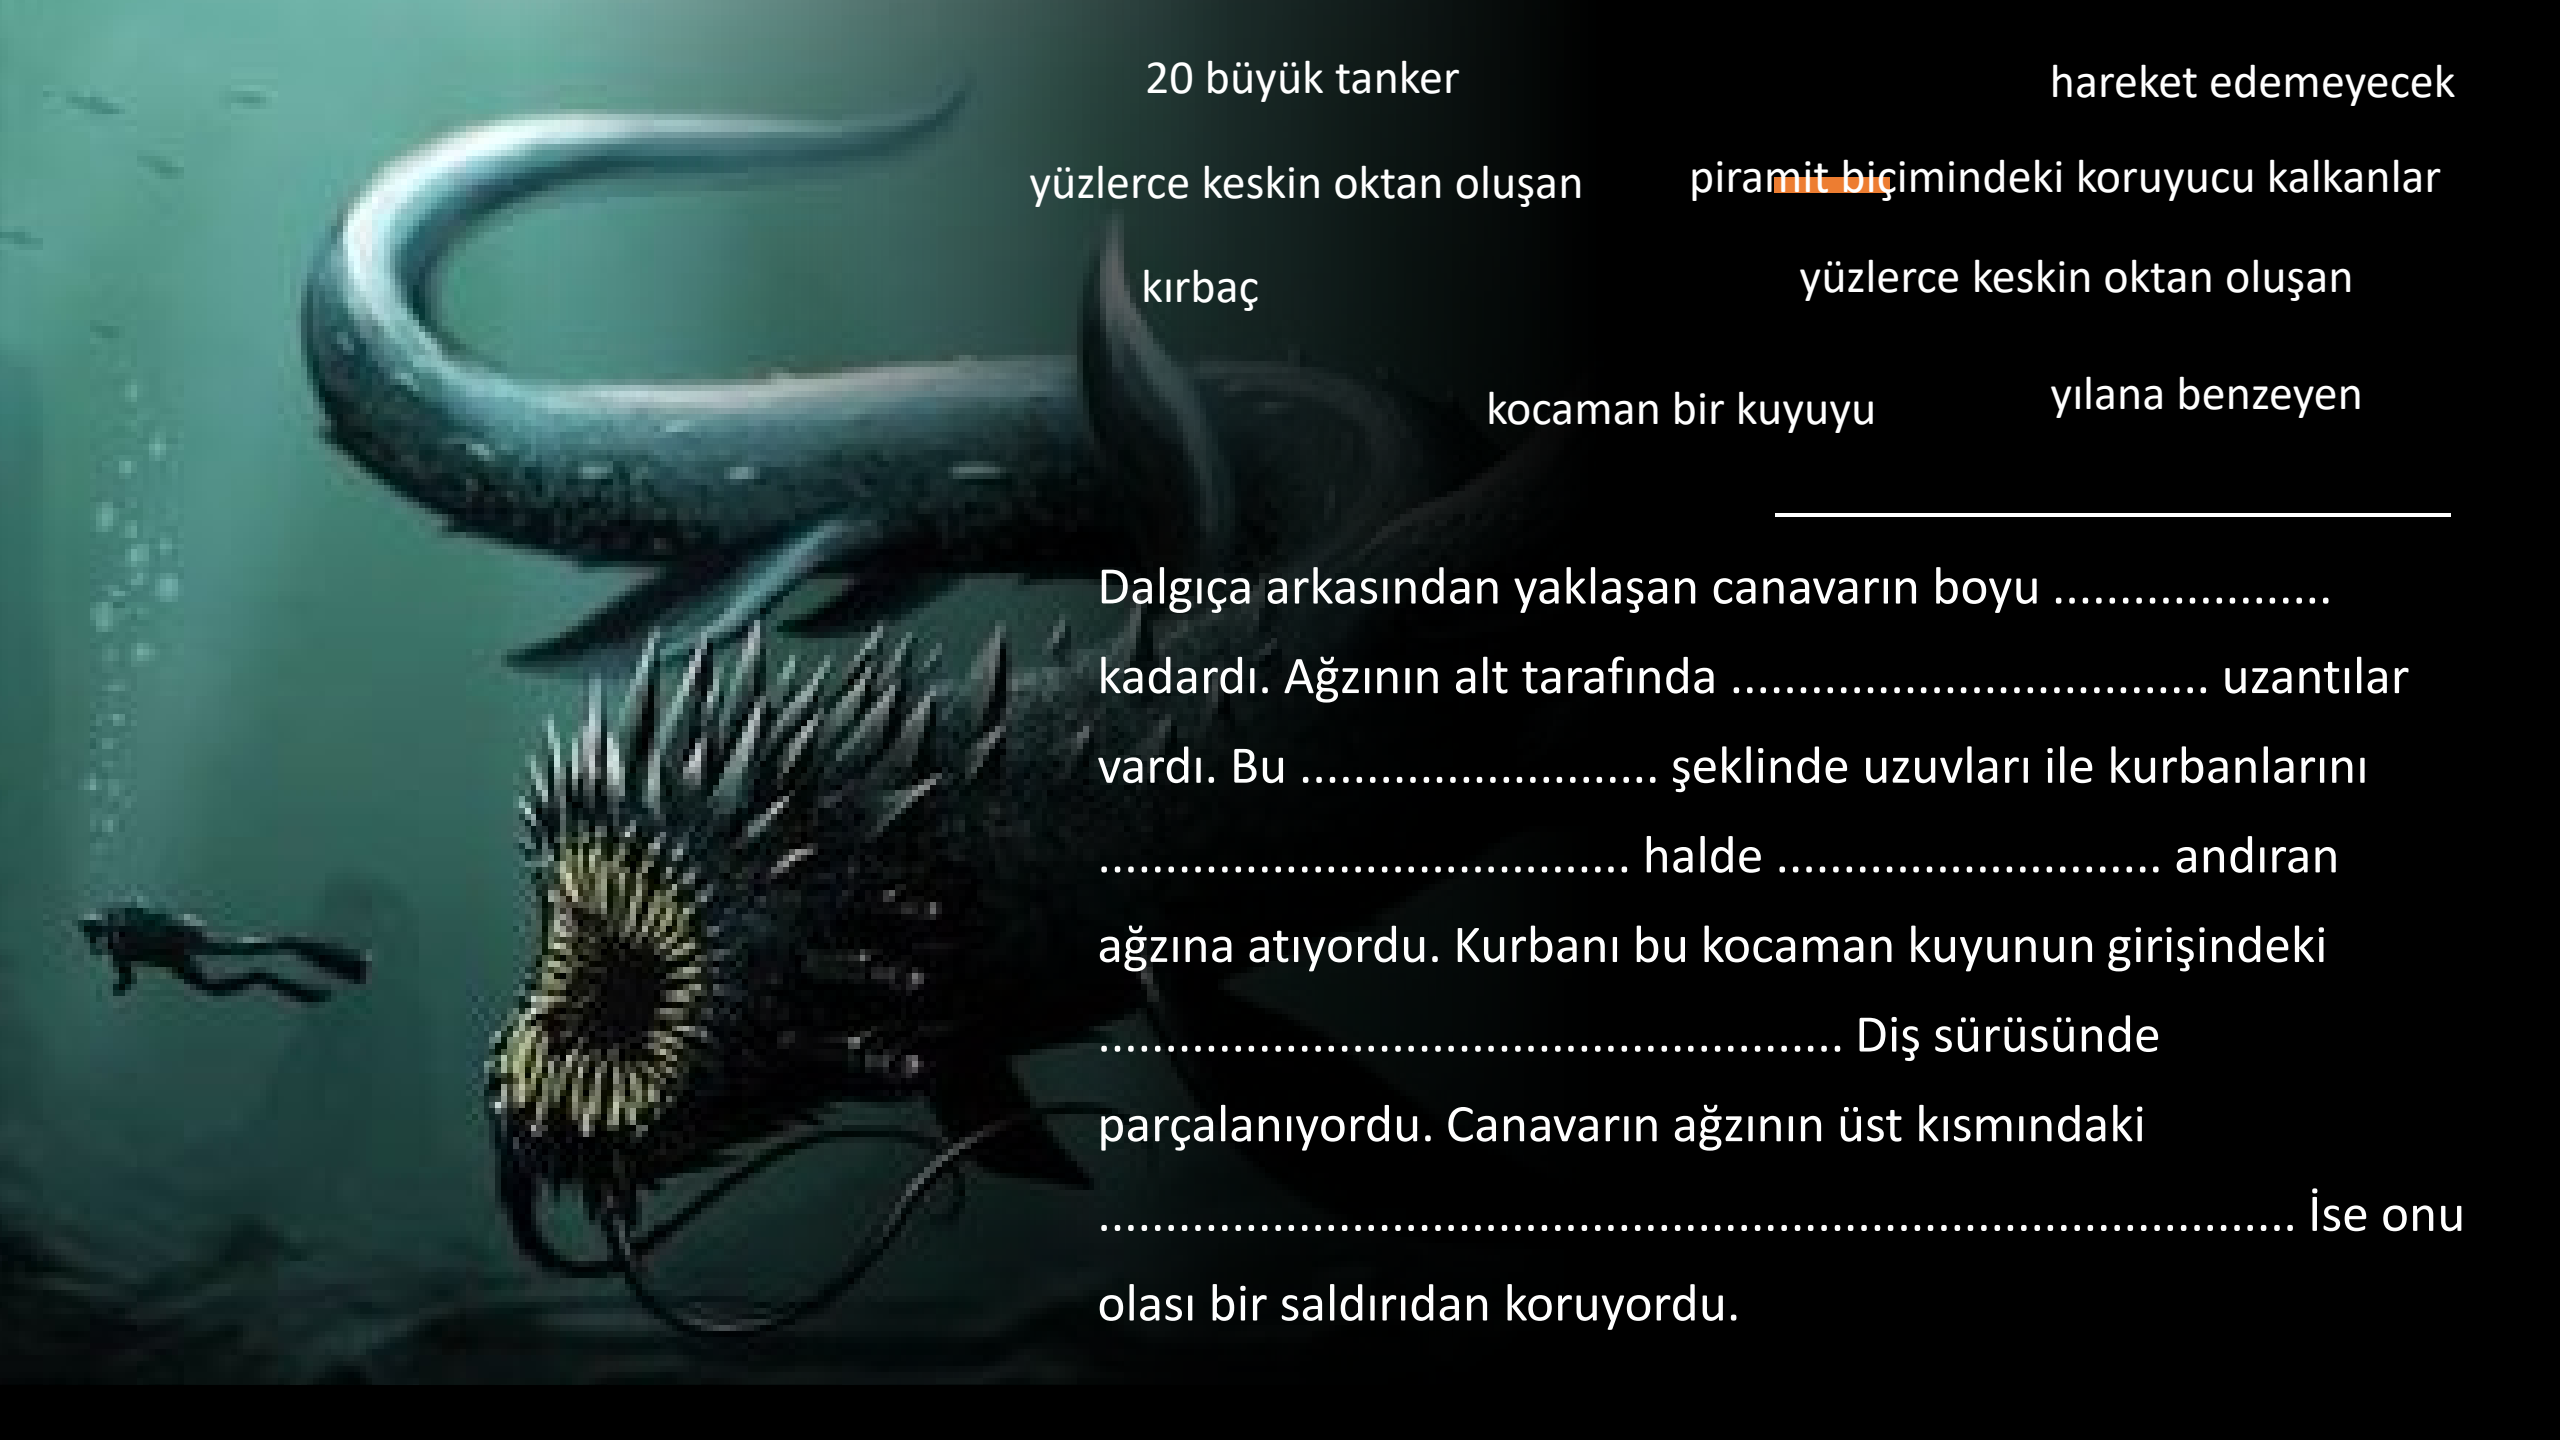 20 büyük tanker
hareket edemeyecek
yüzlerce keskin oktan oluşan
piramit biçimindeki koruyucu kalkanlar
kırbaç
yüzlerce keskin oktan oluşan
kocaman bir kuyuyu
yılana benzeyen
Dalgıça arkasından yaklaşan canavarın boyu .....................
kadardı. Ağzının alt tarafında .................................... uzantılar
vardı. Bu ........................... şeklinde uzuvları ile kurbanlarını
........................................ halde ............................. andıran
ağzına atıyordu. Kurbanı bu kocaman kuyunun girişindeki
........................................................ Diş sürüsünde
parçalanıyordu. Canavarın ağzının üst kısmındaki
.......................................................................................... İse onu
olası bir saldırıdan koruyordu.